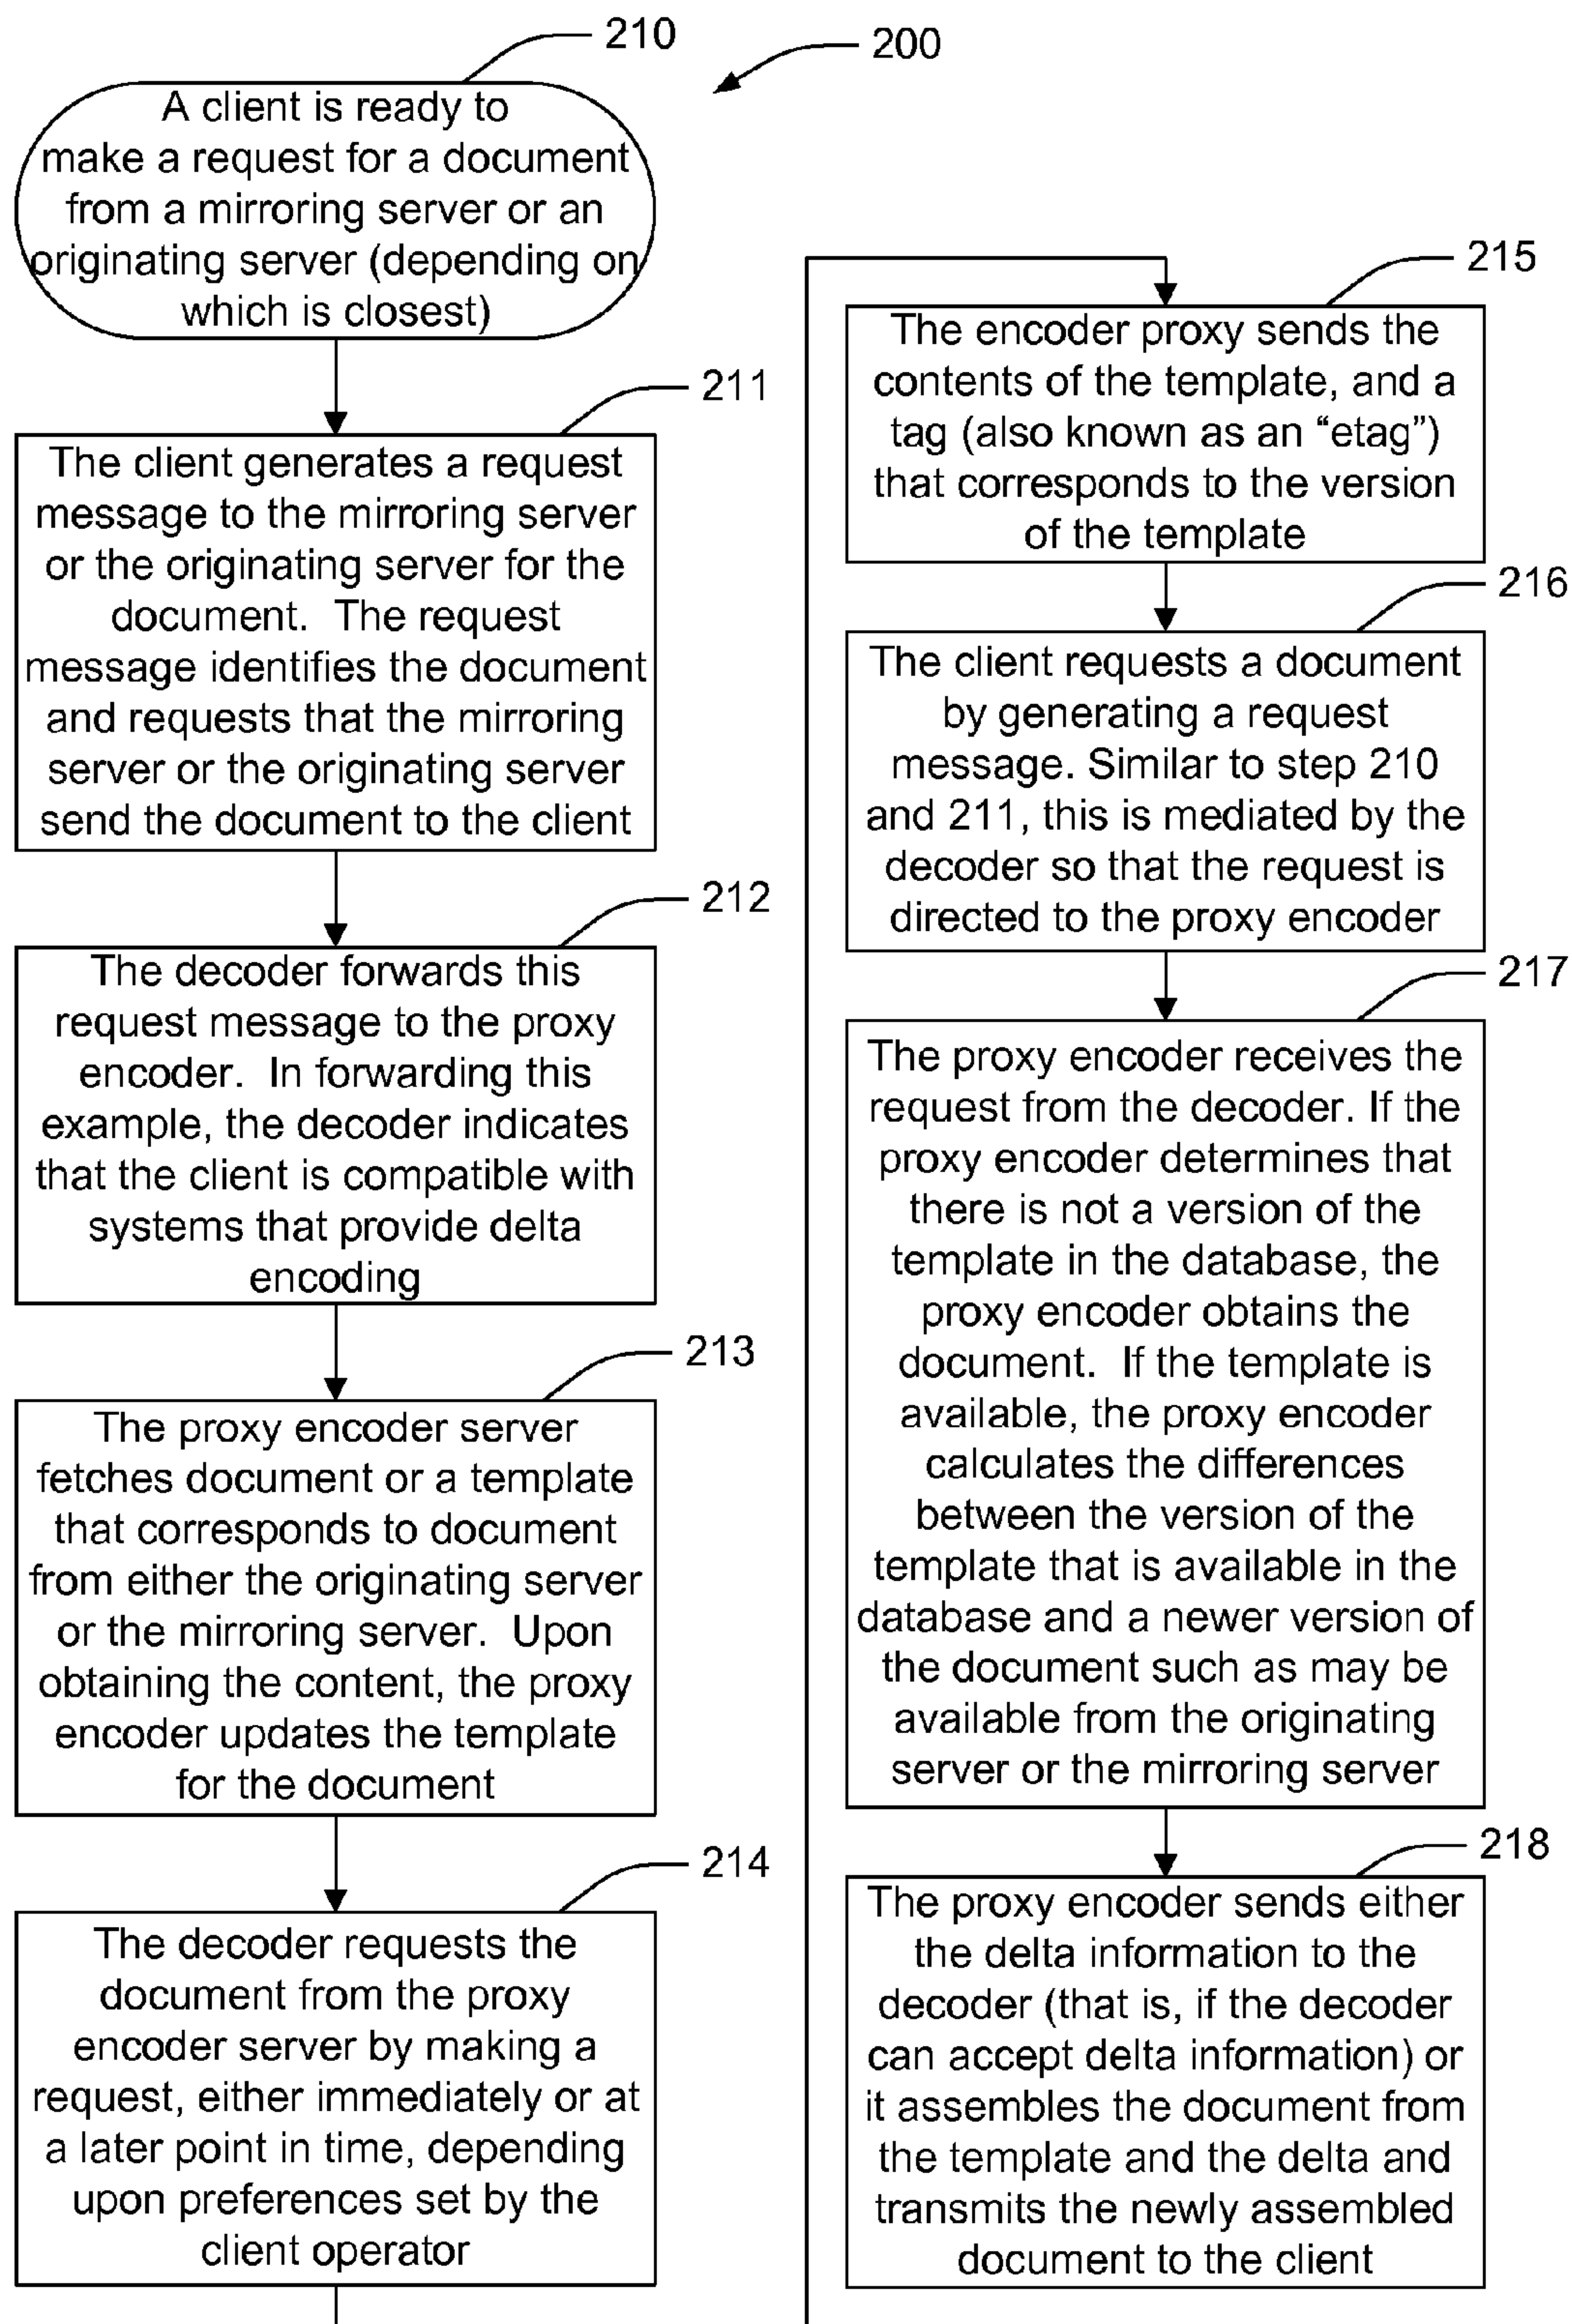 210
200
A client is ready to
make a request for a document
from a mirroring server or an
originating server (depending on
which is closest)
211
The client generates a request
message to the mirroring server
or the originating server for the
document. The request
message identifies the document
and requests that the mirroring
server or the originating server
send the document to the client
212
The decoder forwards this
request message to the proxy
encoder. In forwarding this
example, the decoder indicates
that the client is compatible with
systems that provide delta
encoding
213
The proxy encoder server
fetches document or a template
that corresponds to document
from either the originating server
or the mirroring server. Upon
obtaining the content, the proxy
encoder updates the template
for the document
214
The decoder requests the
document from the proxy
encoder server by making a
request, either immediately or at
a later point in time, depending
upon preferences set by the
client operator
215
The encoder proxy sends the
contents of the template, and a
tag (also known as an “etag”)
that corresponds to the version
of the template
216
The client requests a document
by generating a request
message. Similar to step 210
and 211, this is mediated by the
decoder so that the request is
directed to the proxy encoder
217
The proxy encoder receives the
request from the decoder. If the
proxy encoder determines that
there is not a version of the
template in the database, the
proxy encoder obtains the
document. If the template is
available, the proxy encoder
calculates the differences
between the version of the
template that is available in the
database and a newer version of
the document such as may be
available from the originating
server or the mirroring server
218
The proxy encoder sends either
the delta information to the
decoder (that is, if the decoder
can accept delta information) or
it assembles the document from
the template and the delta and
transmits the newly assembled
document to the client